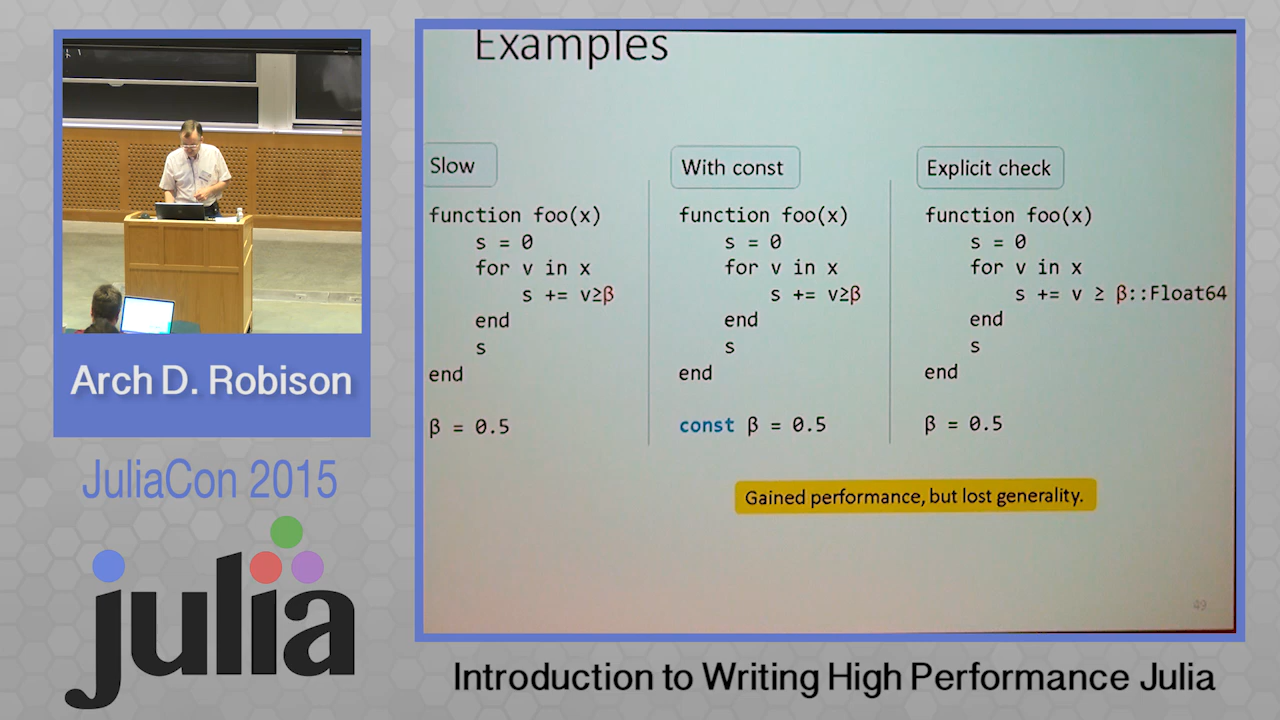 Examples
Slow
function foo(x)
s = 0
for v in x
s += v≥β
end
s
end
β = 0.5
With const
function foo(x)
s = 0
for v in x
s += v≥β
end
s
end
const β = 0.5
Explicit check
function foo(x)
s = 0
for v in x
s += v ≥ β::Float64
end
s
end
β = 0.5
Gained performance, but lost generality.
49
Arch D. Robison
JuliaCon 2015
julia
Introduction to Writing High Performance Julia